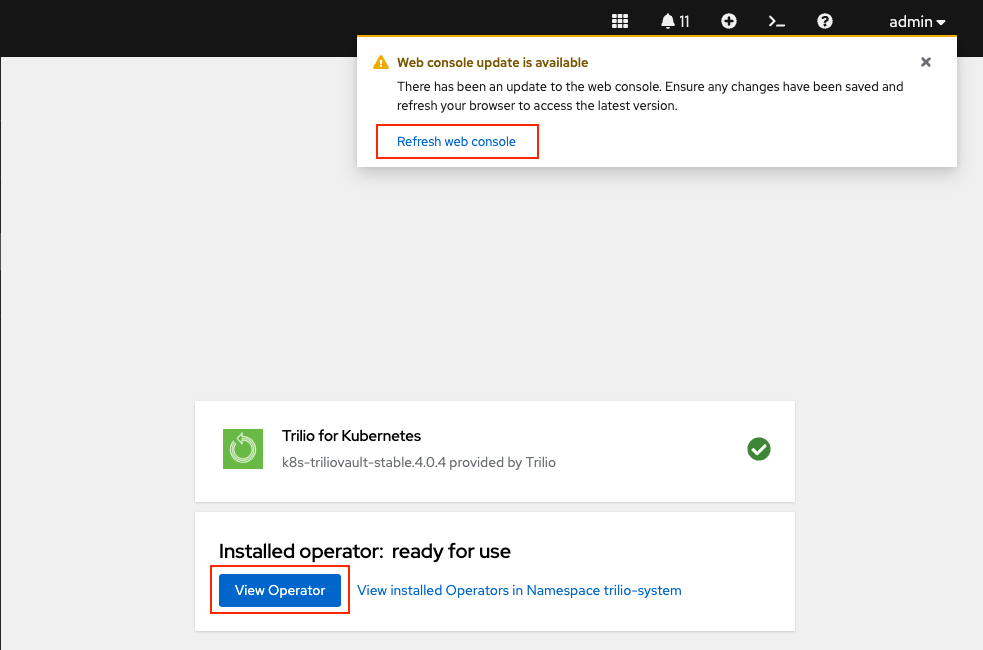 11
admin
Web console update is available
There has been an update to the web console. Ensure any changes have been saved and
refresh your browser to access the latest version.
Refresh web console
Trilio for Kubernetes
k8s-triliovault-stable.4.0.4 provided by Trilio
Installed operator: ready for use
View Operator
View installed Operators in Namespace trilio-system